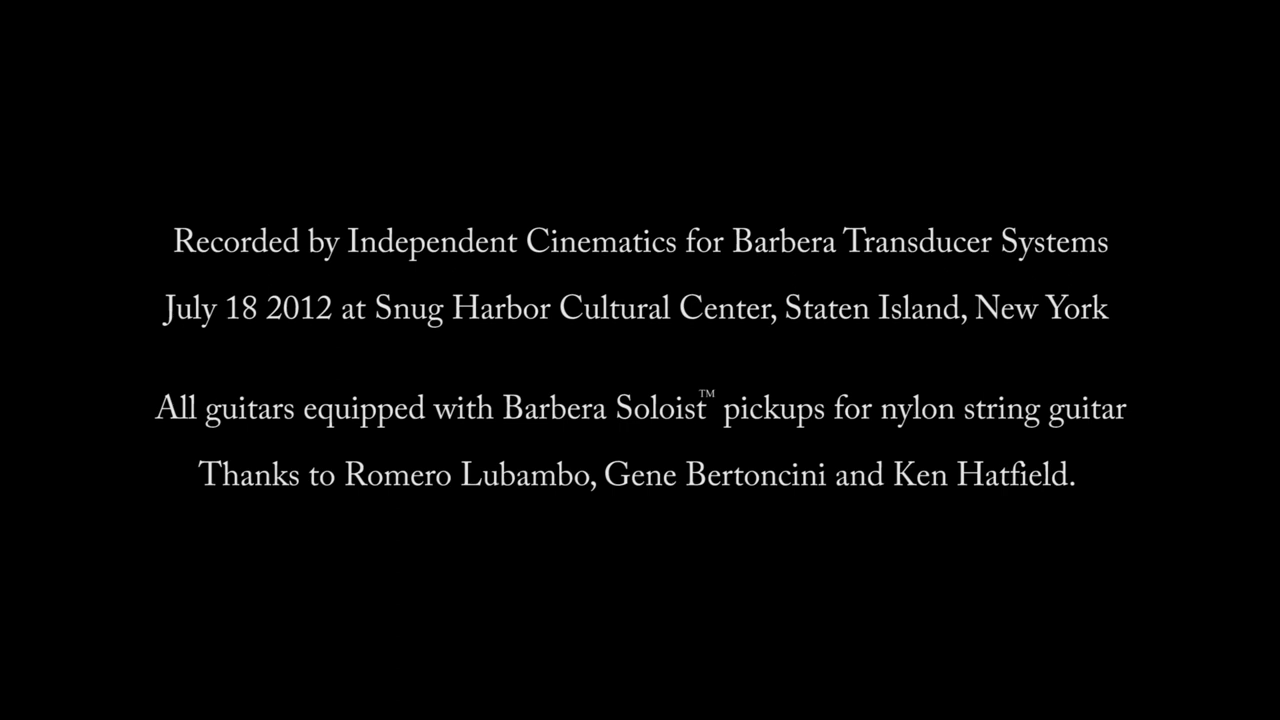 Recorded by Independent Cinematics for Barbera Transducer Systems
July 18 2012 at Snug Harbor Cultural Center, Staten Island, New York
All guitars equipped with Barbera Soloist™ pickups for nylon string guitar
Thanks to Romero Lubambo, Gene Bertoncini and Ken Hatfield.